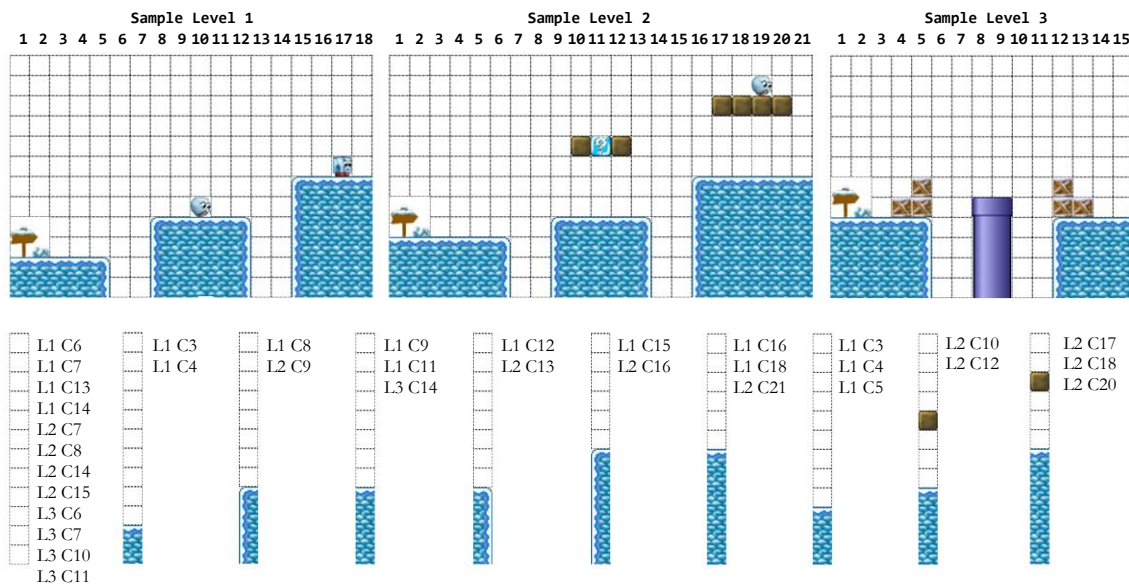 Sample Level 1
Sample Level 2
Sample Level 3
1 2 3 4 5 6 7 8 9 10 11 12 13 14 15 16 17 18
1 2 3 4 5 6 7 8 9 10 11 12 13 14 15 16 17 18 19 20 21
1 2 3 4 5 6 7 8 9 10 11 12 13 14 15
?
L1 C6
L1 C7
L1 C13
L1 C14
L2 C7
L2 C8
L2 C14
L2 C15
L3 C6
L3 C7
L3 C10
L3 C11
L1 C3
L1 C4
L1 C8
L2 C9
L1 C9
L1 C11
L3 C14
L1 C12
L2 C13
L1 C15
L2 C16
L1 C16
L1 C18
L2 C21
L1 C3
L1 C4
L1 C5
L2 C10
L2 C12
L2 C17
L2 C18
L2 C20